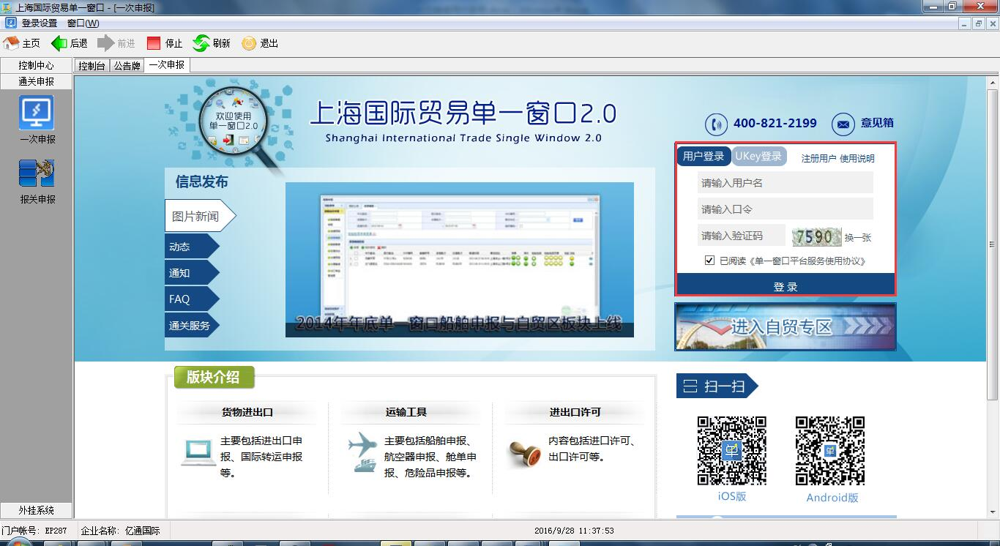 上海国际贸易单一窗口 - [一次申报]
登录设置 窗口(W)
主页 后退 前进 停止 刷新 退出
控制中心
通关申报
一次申报
报关申报
外挂系统
控制台 公告牌 一次申报
欢迎使用
单一窗口2.0
上海国际贸易单一窗口2.0
Shanghai International Trade Single Window 2.0
400-821-2199 意见箱
信息发布
图片新闻
动态
通知
FAQ
通关服务
2014年年底单一窗口船舶申报与自贸区板块上线
用户登录 UKey登录 注册用户 使用说明
请输入用户名
请输入口令
请输入验证码 7590 换一张
已阅读《单一窗口平台服务使用协议》
登 录
进入自贸专区
版块介绍
货物进出口
主要包括进出口申
报、国际转运申报
等。
运输工具
主要包括船舶申报、
航空器申报、舱单申
报、危险品申报等。
进出口许可
内容包括进口许可、
出口许可等。
扫一扫
单
单
iOS版
Android版
门户帐号: EP287 企业名称: 亿通国际 2016/9/28 11:37:53